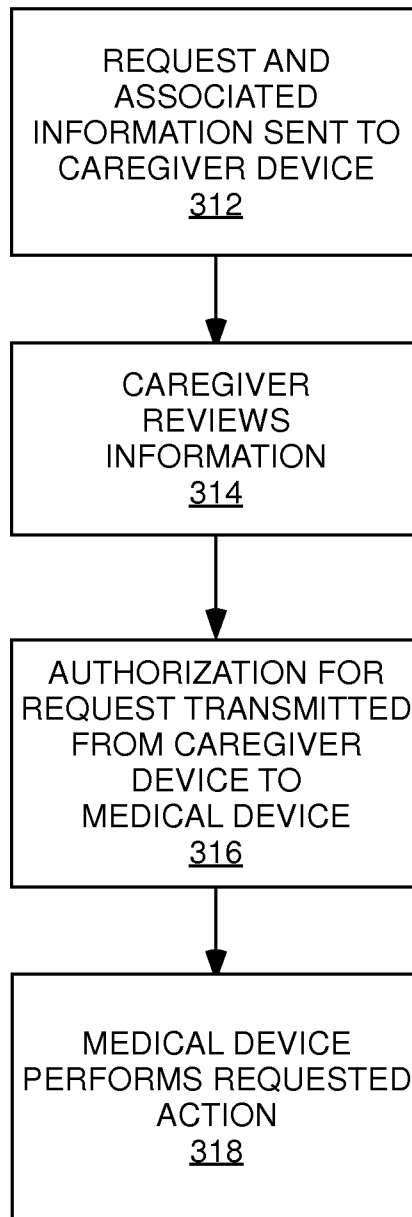 REQUEST AND
ASSOCIATED
INFORMATION SENT TO
CAREGIVER DEVICE
312
CAREGIVER
REVIEWS
INFORMATION
314
AUTHORIZATION FOR
REQUEST TRANSMITTED
FROM CAREGIVER
DEVICE TO
MEDICAL DEVICE
316
MEDICAL DEVICE
PERFORMS REQUESTED
ACTION
318